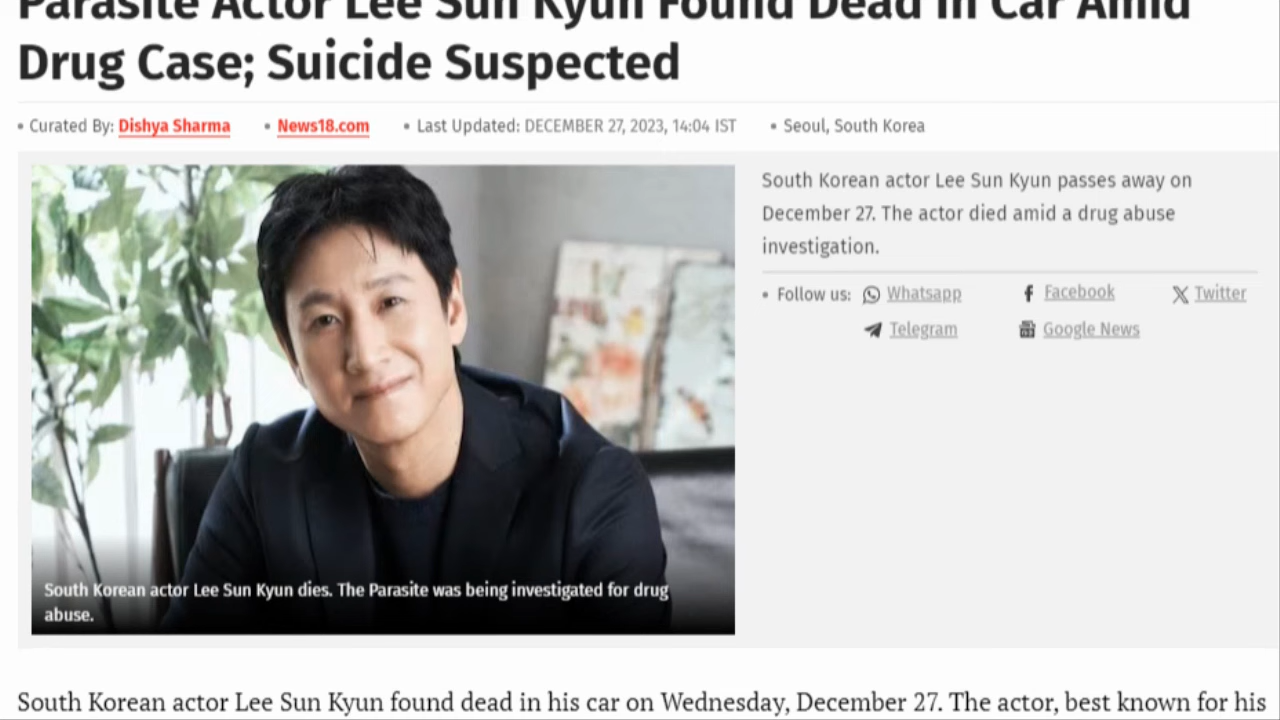 Parasite Actor Lee Sun Kyun Found Dead in Car Amid
Drug Case; Suicide Suspected
• Curated By: Dishya Sharma • News18.com • Last Updated: DECEMBER 27, 2023, 14:04 IST • Seoul, South Korea
South Korean actor Lee Sun Kyun passes away on
December 27. The actor died amid a drug abuse
investigation.
• Follow us: Whatsapp Facebook Twitter
Telegram Google News
South Korean actor Lee Sun Kyun dies. The Parasite was being investigated for drug
abuse.
South Korean actor Lee Sun Kyun found dead in his car on Wednesday, December 27. The actor, best known for his